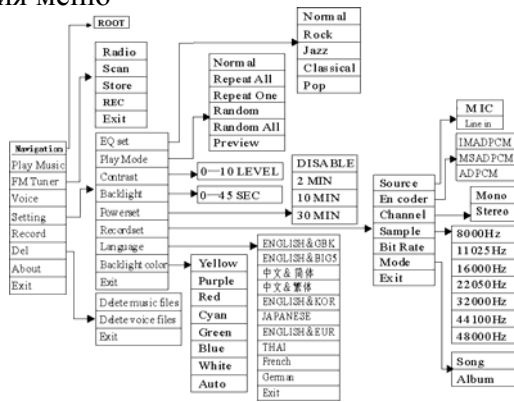 ия меню
ROOT
Radio
Scan
Store
REC
Exit
Navigation
Play Music
FM Tuner
Voice
Setting
Record
Del
About
Exit
EQ set
Play Mode
Contrast
Backlight
Powerset
Recordset
Language
Backlight color
Exit
Delete music files
Delete voice files
Exit
Normal
Repeat All
Repeat One
Random
Random All
Preview
0—10 LEVEL
0—45 SEC
Normal
Rock
Jazz
Classical
Pop
DISABLE
2 MIN
10 MIN
30 MIN
Yellow
Purple
Red
Cyan
Green
Blue
White
Auto
ENGLISH&GBK
ENGLISH&BIG5
中文& 简体
中文& 繁体
ENGLISH&KOR
JAPANESE
ENGLISH&EUR
THAI
French
German
Exit
Source
En coder
Channel
Sample
Bit Rate
Mode
Exit
MIC
Line in
IMADPCM
MSADPCM
ADPCM
Mono
Stereo
8000Hz
11025Hz
16000Hz
22050Hz
32000Hz
44100Hz
48000Hz
Song
Album